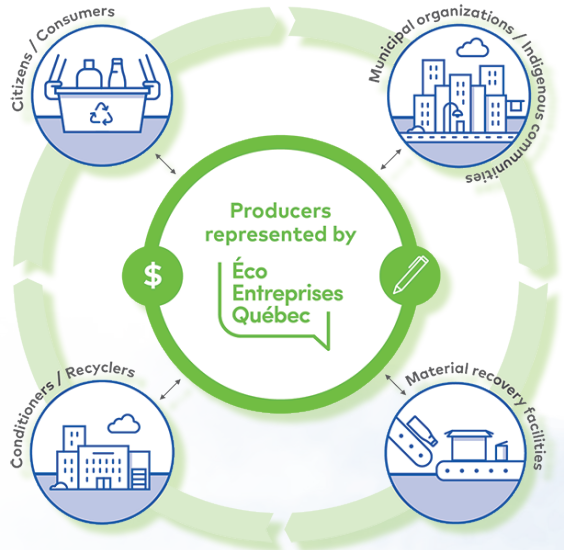 Citizens / Consumers
Municipal organizations / Indigenous communities
Producers
represented by
$
Éco
Entreprises
Québec
Conditioners / Recyclers
Material recovery facilities